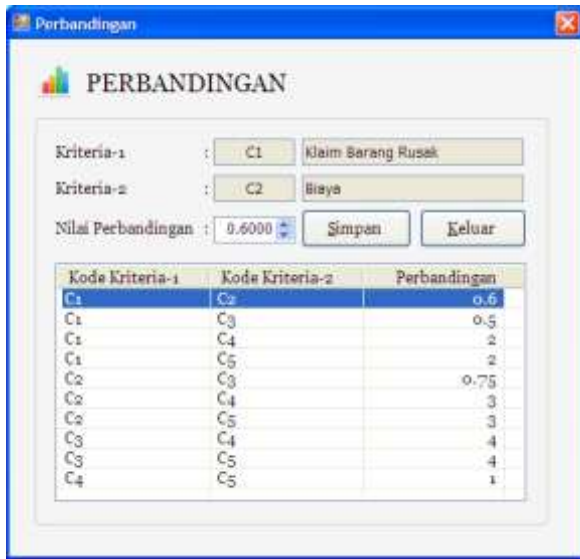 Perbandingan
PERBANDINGAN
Kriteria-1 : C1 Klaim Barang Rusak
Kriteria-2 : C2 Biaya
Nilai Perbandingan : 0.6000 Simpan Keluar
Kode Kriteria-1 Kode Kriteria-2 Perbandingan
C1 C2 0.6
C1 C3 0.5
C1 C4 2
C1 C5 2
C2 C3 0.75
C2 C4 3
C2 C5 3
C3 C4 4
C3 C5 4
C4 C5 1